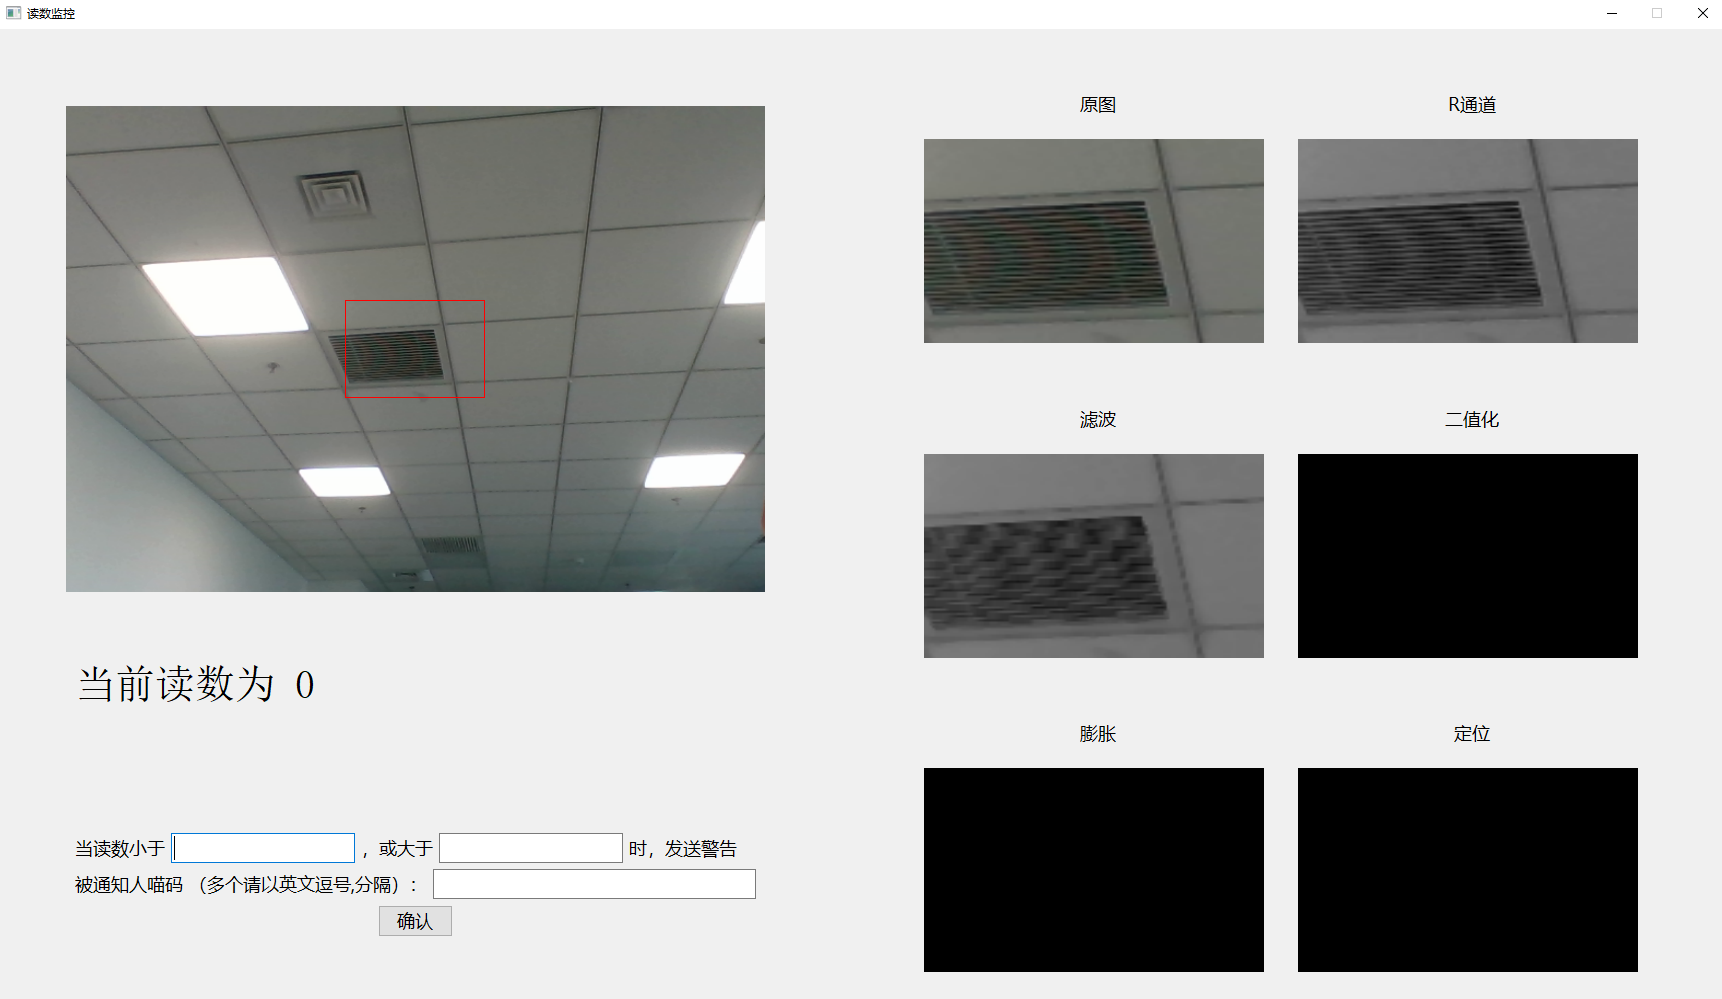 读数监控
原图
R通道
滤波
二值化
当前读数为 0
膨胀
定位
当读数小于 ，或大于 时，发送警告
被通知人喵码 （多个请以英文逗号,分隔）：
确认